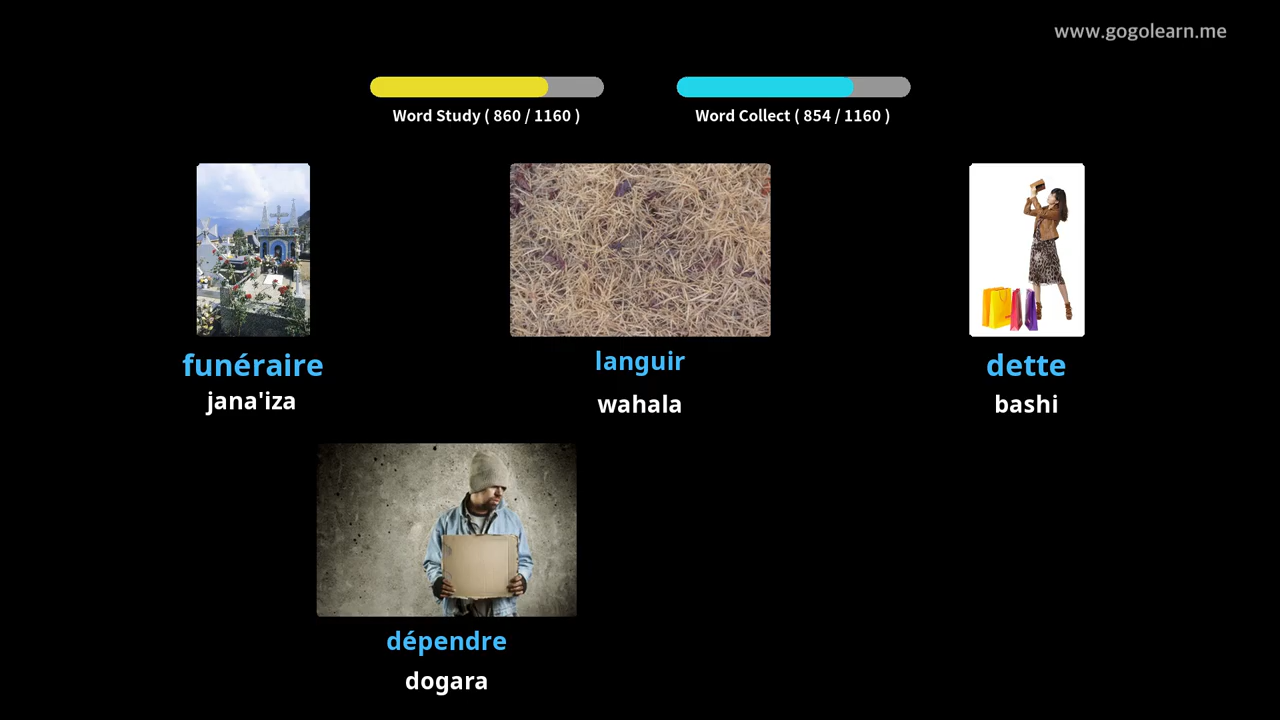 www.gogolearn.me
Word Study ( 860 / 1160 )
Word Collect ( 854 / 1160 )
funéraire
jana'iza
languir
wahala
dette
bashi
dépendre
dogara